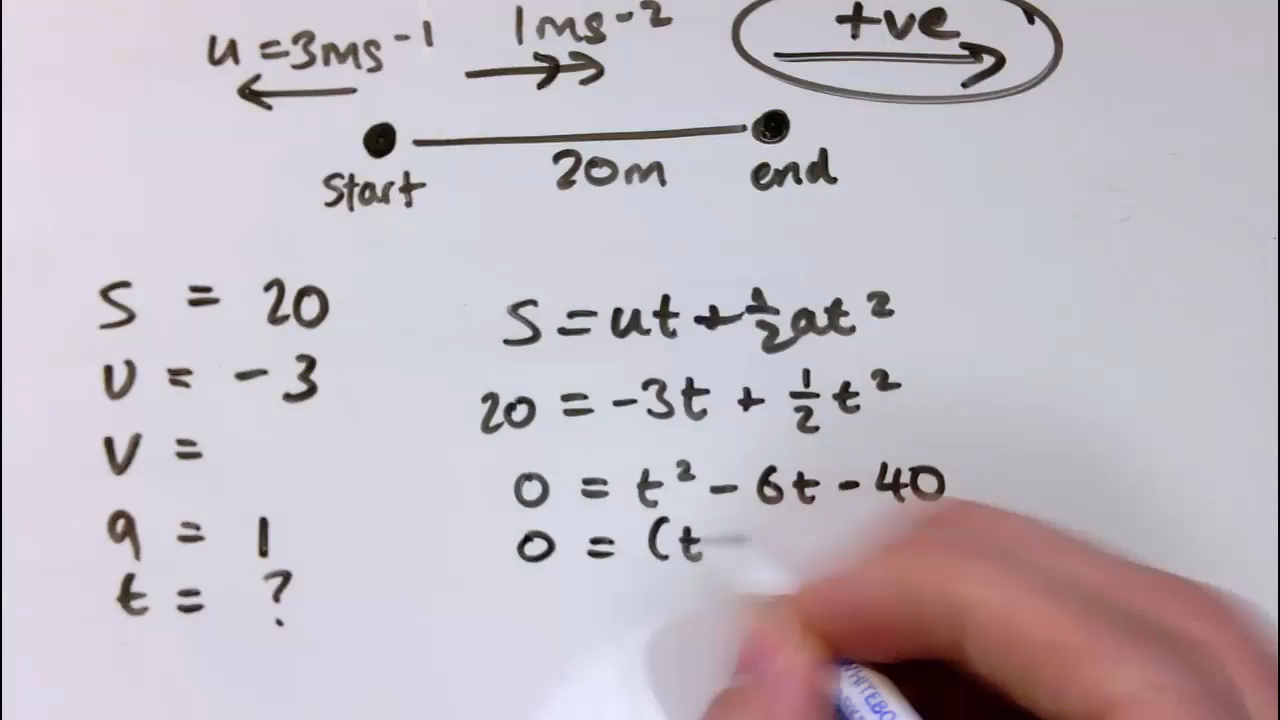 u = 3ms⁻¹
1ms⁻²
+ve
start
20m
end
S = 20
U = -3
V =
a = 1
t = ?
S = ut + ½at²
20 = -3t + ½t²
0 = t² - 6t - 40
0 = (t